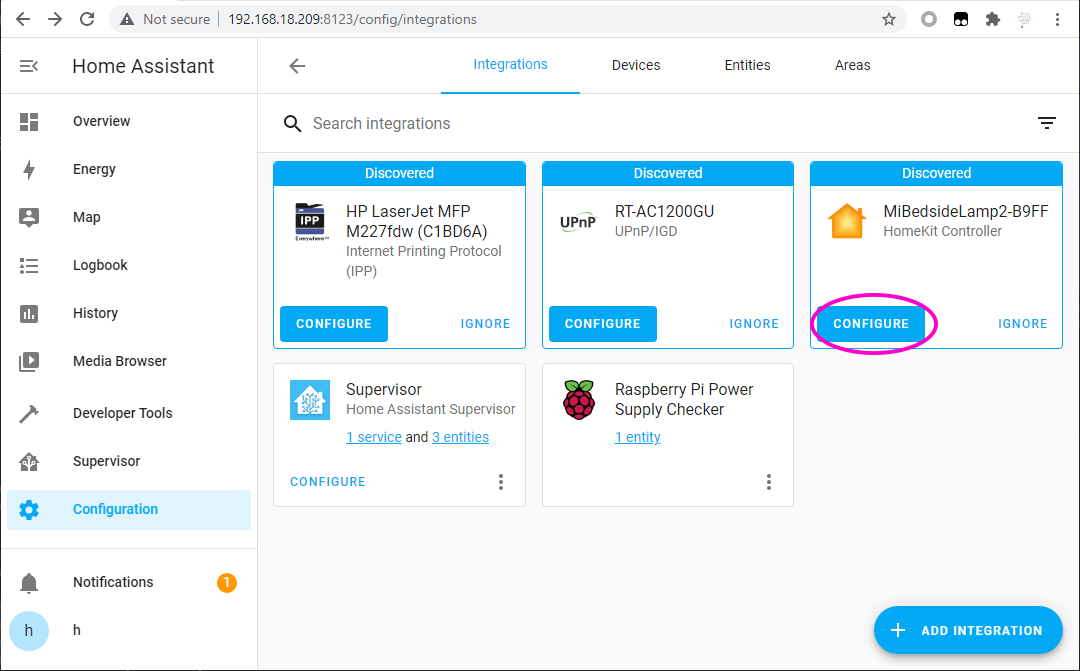 Not secure | 192.168.18.209:8123/config/integrations
Home Assistant
Integrations
Devices
Entities
Areas
Overview
Energy
Map
Logbook
History
Media Browser
Developer Tools
Supervisor
Configuration
Notifications
1
h
h
Search integrations
Discovered
IPP
Everywhere™
HP LaserJet MFP
M227fdw (C1BD6A)
Internet Printing Protocol
(IPP)
CONFIGURE
IGNORE
Discovered
UPnP
RT-AC1200GU
UPnP/IGD
CONFIGURE
IGNORE
Discovered
MiBedsideLamp2-B9FF
HomeKit Controller
CONFIGURE
IGNORE
Supervisor
Home Assistant Supervisor
1 service and 3 entities
CONFIGURE
Raspberry Pi Power
Supply Checker
1 entity
ADD INTEGRATION